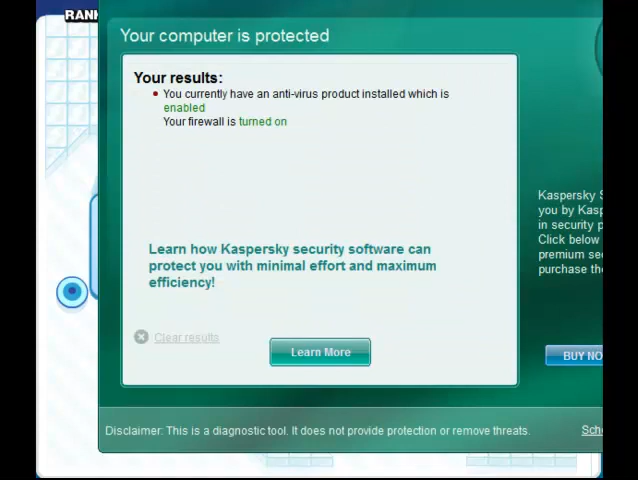 RANK
Your computer is protected
Your results:
You currently have an anti-virus product installed which is
enabled
Your firewall is turned on
Learn how Kaspersky security software can
protect you with minimal effort and maximum
efficiency!
Clear results
Learn More
Kaspersky S
you by Kasp
in security p
Click below
premium sec
purchase the
BUY NO
Disclaimer: This is a diagnostic tool. It does not provide protection or remove threats.
Sche